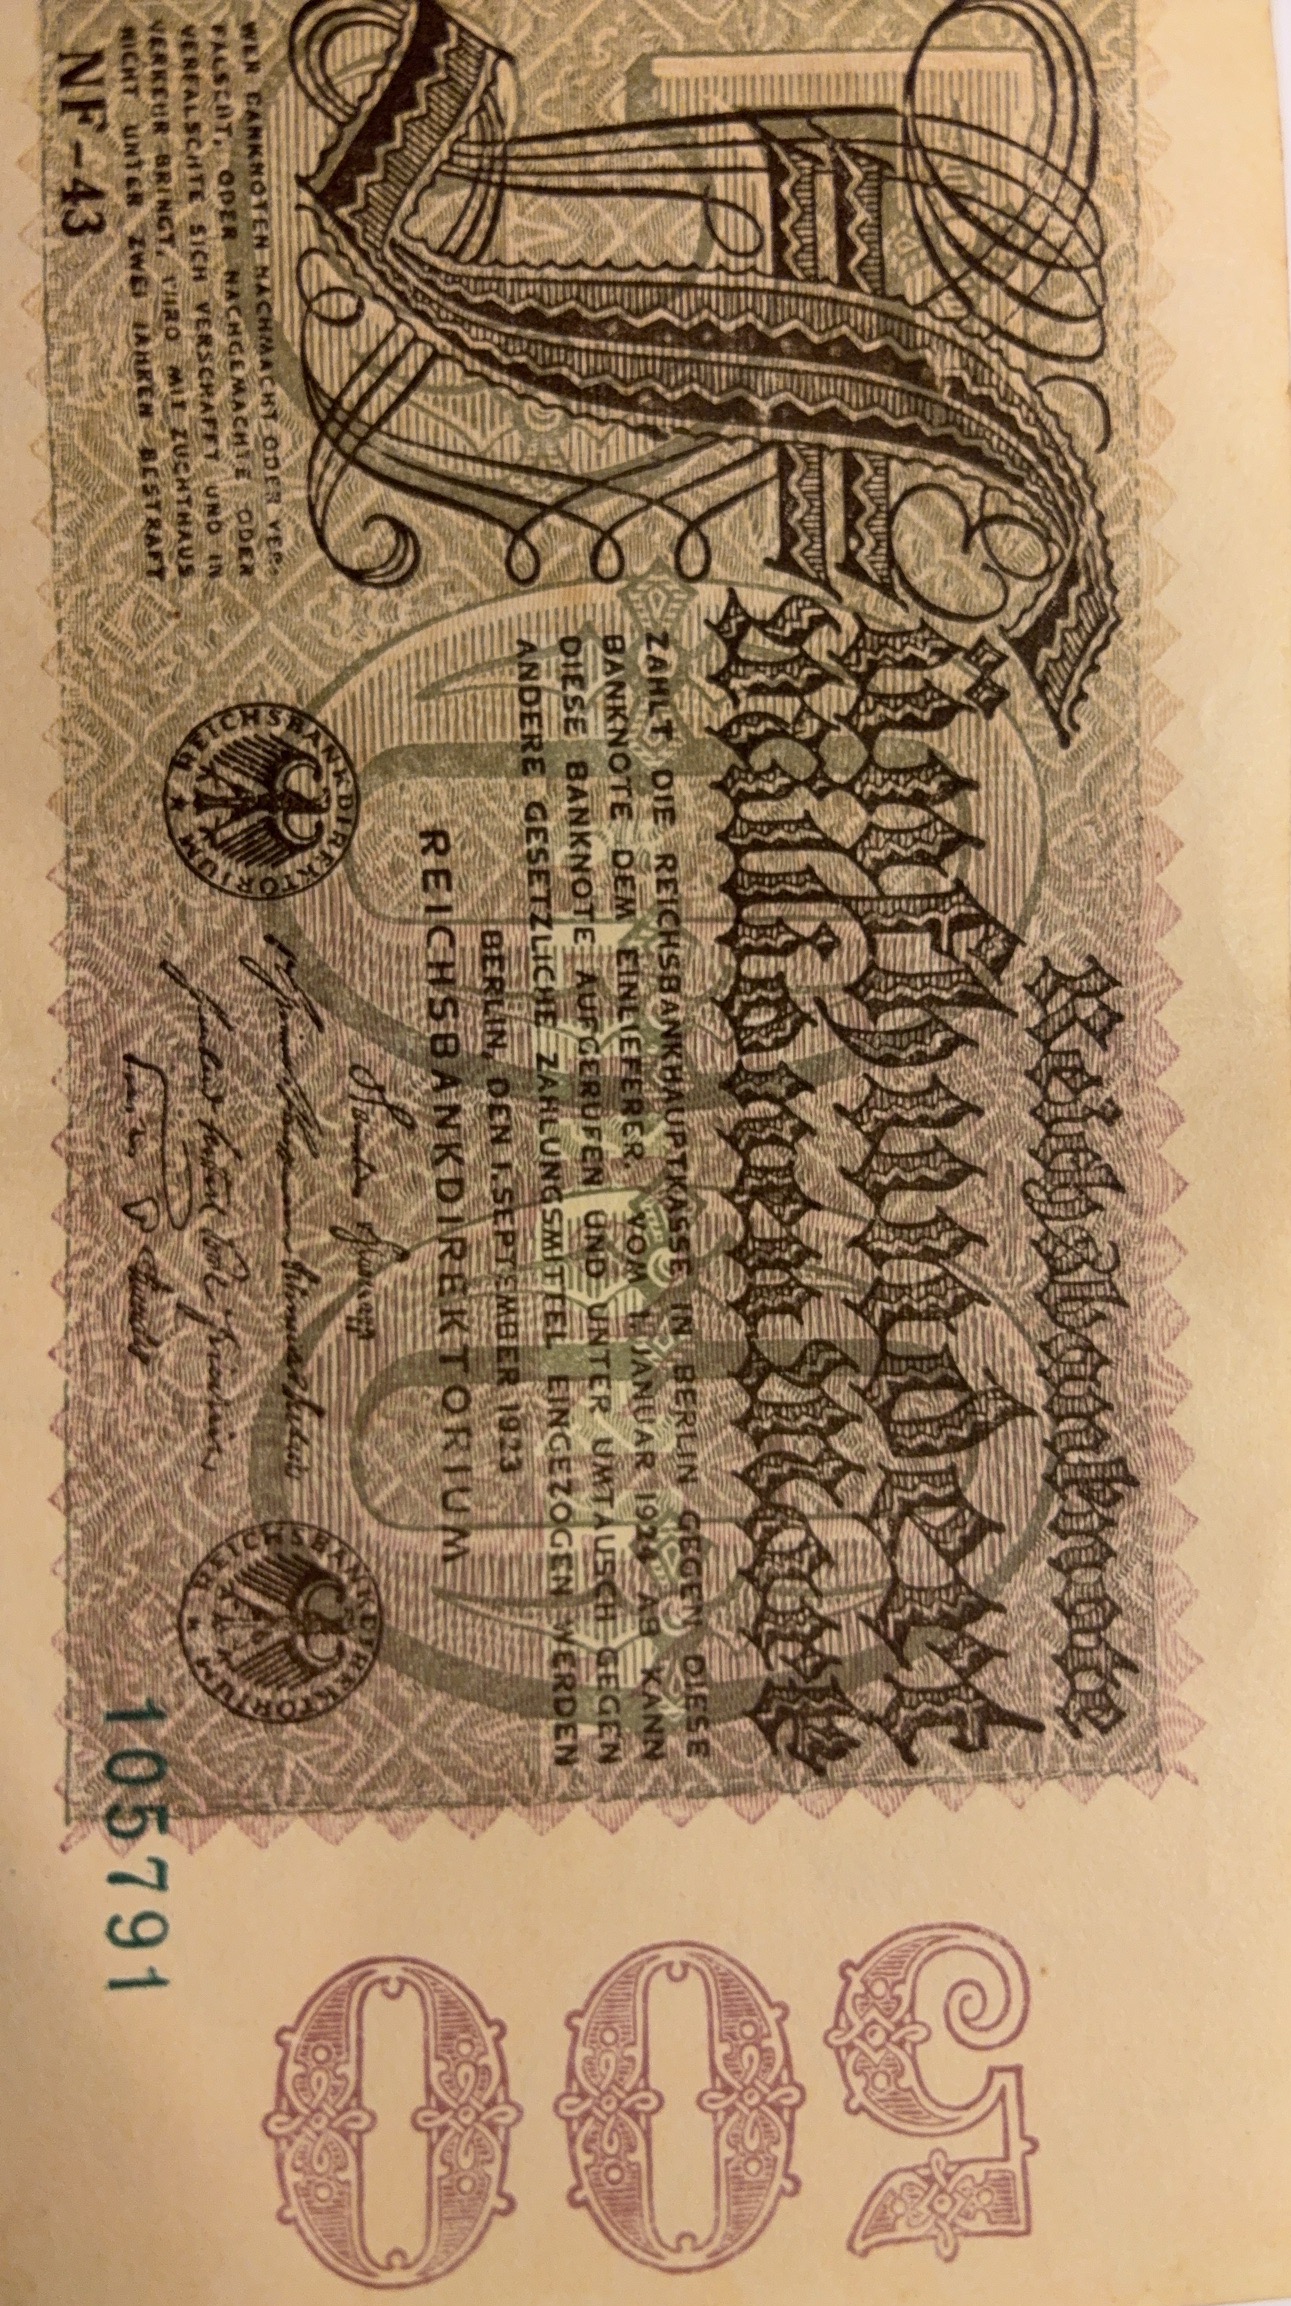 Reichsbanknote
Fünfhundert
Millionen Mark
ZAHLT DIE REICHSBANKHAUPTKASSE IN BERLIN GEGEN DIESE
BANKNOTE DEM EINLIEFERER. VOM 1. JANUAR 1924 AB KANN
DIESE BANKNOTE AUFGERUFEN UND UNTER UMTAUSCH GEGEN
ANDERE GESETZLICHE ZAHLUNGSMITTEL EINGEZOGEN WERDEN
BERLIN, DEN 1. SEPTEMBER 1923
REICHSBANKDIREKTORIUM
REICHSBANKDIREKTORIUM
REICHSBANKDIREKTORIUM
WER BANKNOTEN NACHMACHT ODER VER-
FÄLSCHT, ODER NACHGEMACHTE ODER
VERFÄLSCHTE SICH VERSCHAFFT UND IN
VERKEHR BRINGT, WIRD MIT ZUCHTHAUS
NICHT UNTER ZWEI JAHREN BESTRAFT
NF-43
105791
500
500